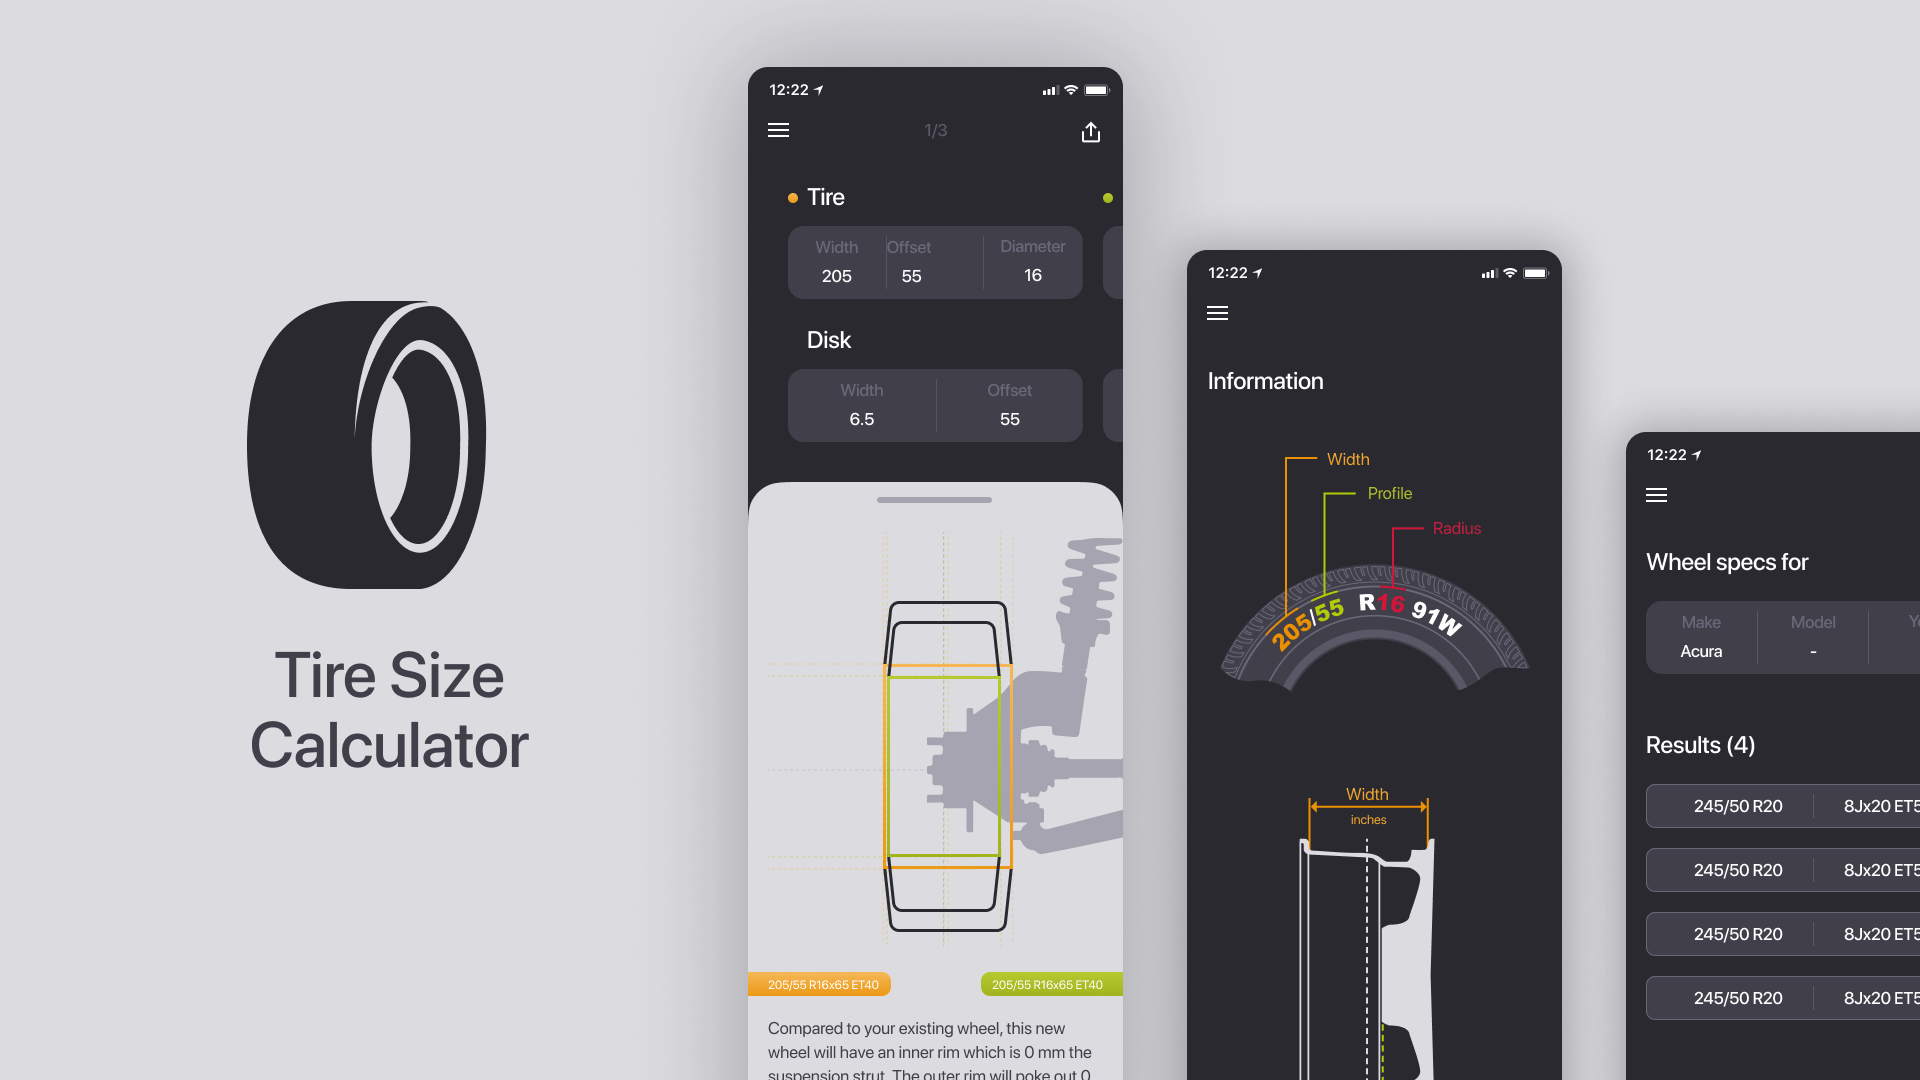 Tire Size
Calculator
12:22
1/3
Tire
Width Offset Diameter
205 55 16
Disk
Width Offset
6.5 55
205/55 R16x65 ET40
205/55 R16x65 ET40
Compared to your existing wheel, this new
wheel will have an inner rim which is 0 mm the
suspension strut. The outer rim will poke out 0
12:22
Information
Width
Profile
Radius
205/55 R16 91W
Width
inches
12:22
Wheel specs for
Make Model
Acura -
Results (4)
245/50 R20 8Jx20 ET5
245/50 R20 8Jx20 ET5
245/50 R20 8Jx20 ET5
245/50 R20 8Jx20 ET5